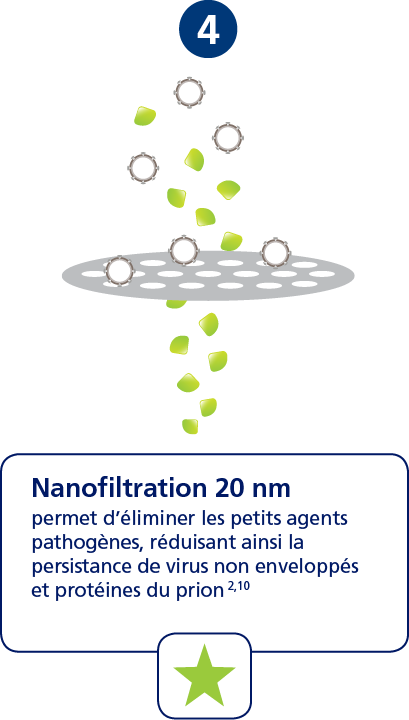 4
Nanofiltration 20 nm
permet d’éliminer les petits agents
pathogènes, réduisant ainsi la
persistance de virus non enveloppés
et protéines du prion 2,10